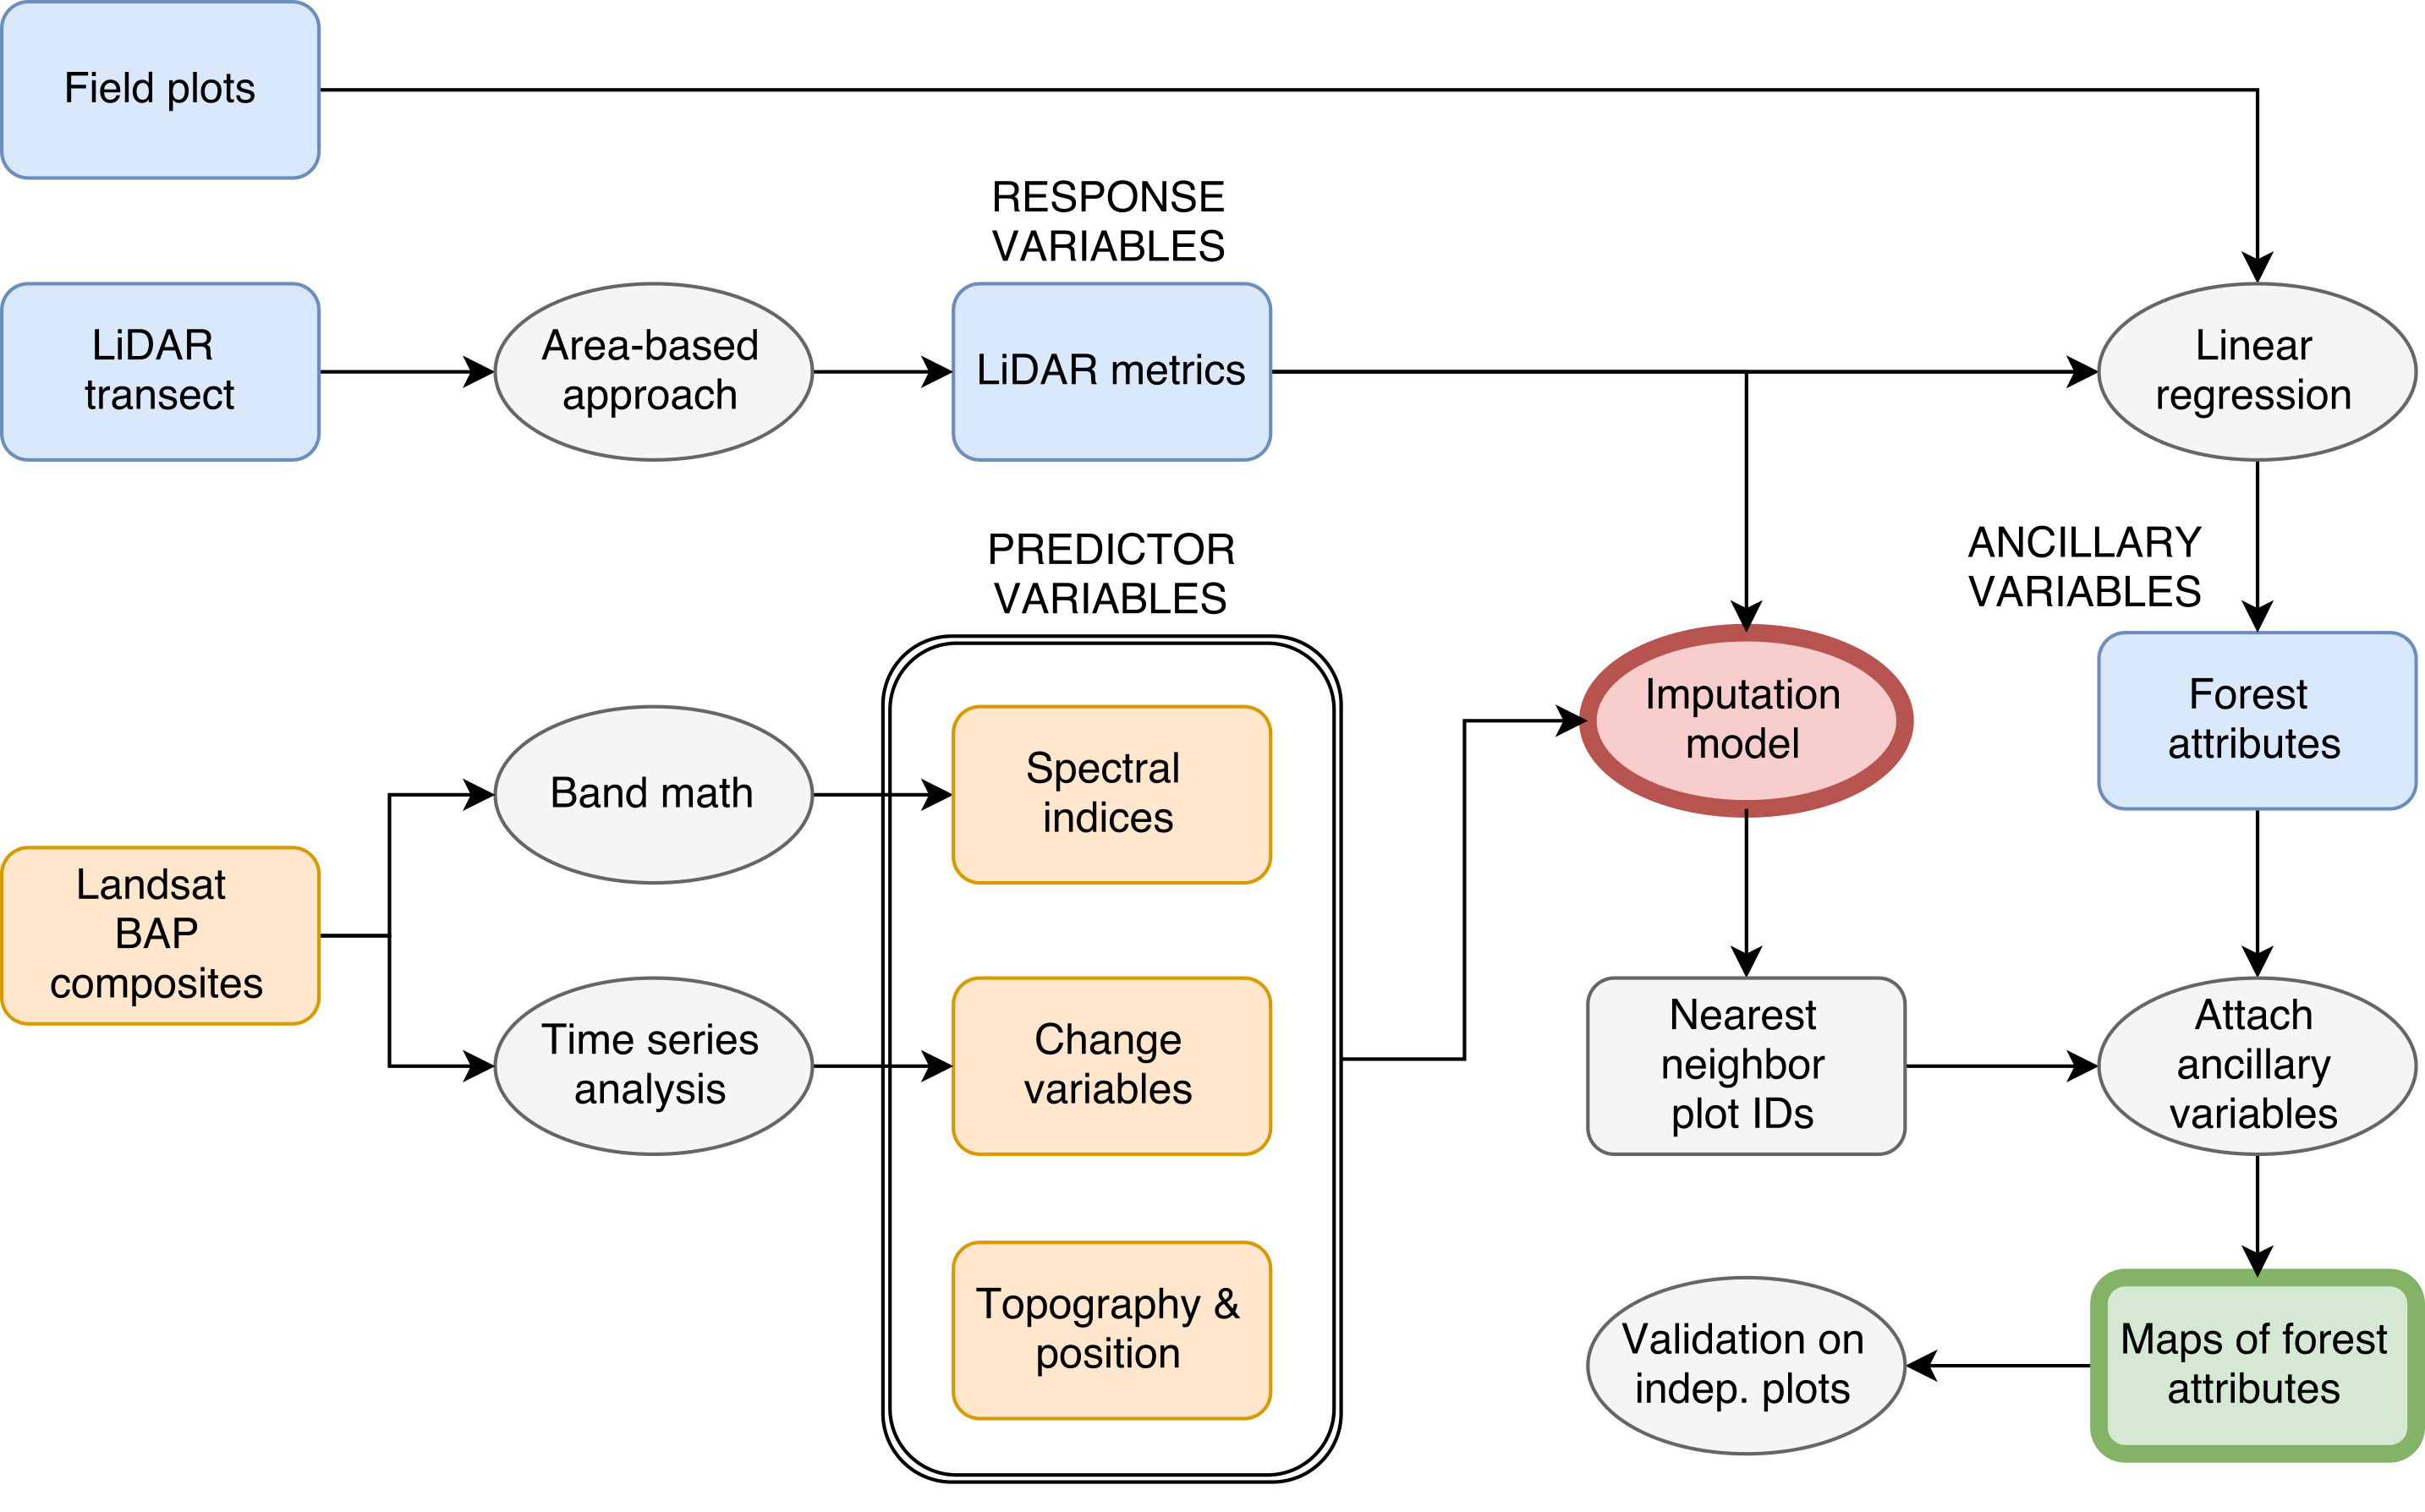 Field plots
RESPONSE
VARIABLES
LiDAR
transect
Area-based
approach
LiDAR metrics
Linear
regression
PREDICTOR
VARIABLES
ANCILLARY
VARIABLES
Imputation
model
Forest
attributes
Band math
Spectral
indices
Landsat
BAP
composites
Time series
analysis
Change
variables
Nearest
neighbor
plot IDs
Attach
ancillary
variables
Topography &
position
Validation on
indep. plots
Maps of forest
attributes